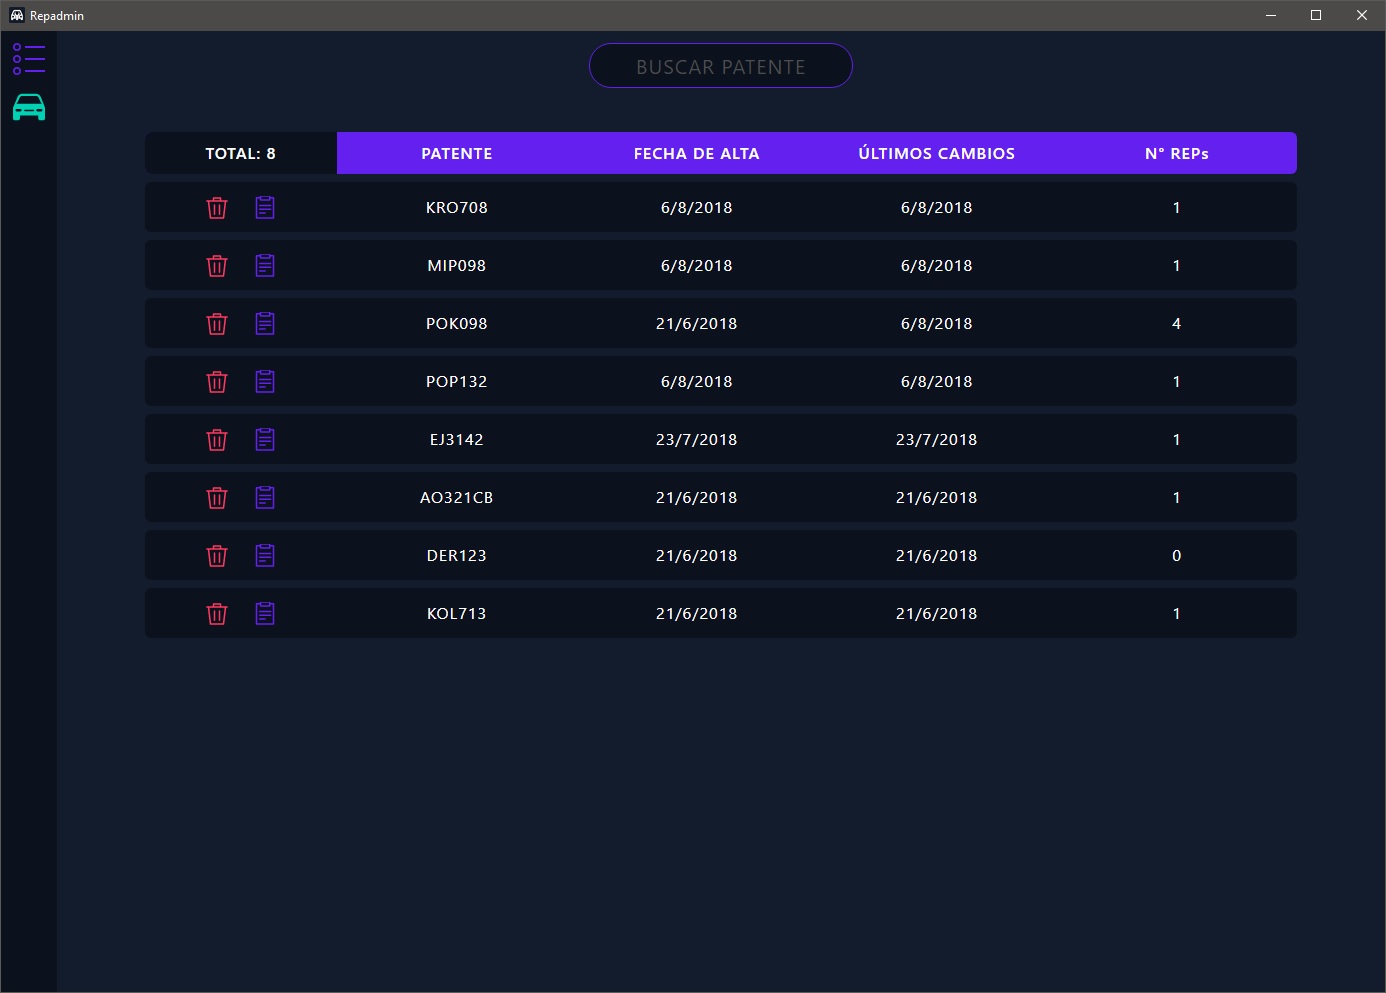 Repadmin
BUSCAR PATENTE
TOTAL: 8 PATENTE FECHA DE ALTA ÚLTIMOS CAMBIOS N° REPs
KRO708 6/8/2018 6/8/2018 1
MIP098 6/8/2018 6/8/2018 1
POK098 21/6/2018 6/8/2018 4
POP132 6/8/2018 6/8/2018 1
EJ3142 23/7/2018 23/7/2018 1
AO321CB 21/6/2018 21/6/2018 1
DER123 21/6/2018 21/6/2018 0
KOL713 21/6/2018 21/6/2018 1